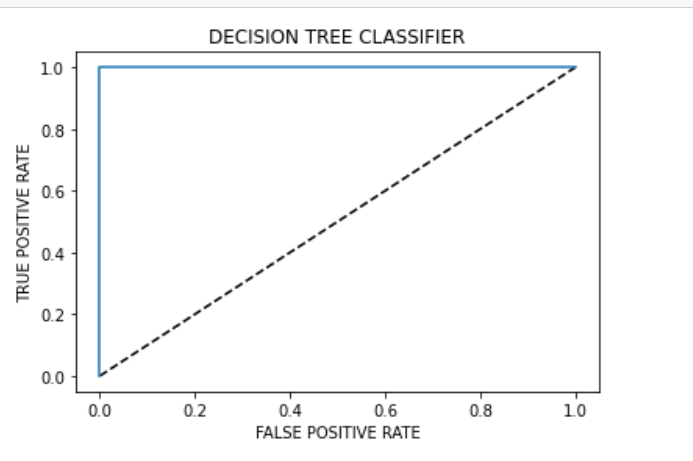 DECISION TREE CLASSIFIER
1.0
0.8
0.6
0.4
0.2
0.0
TRUE POSITIVE RATE
0.0 0.2 0.4 0.6 0.8 1.0
FALSE POSITIVE RATE